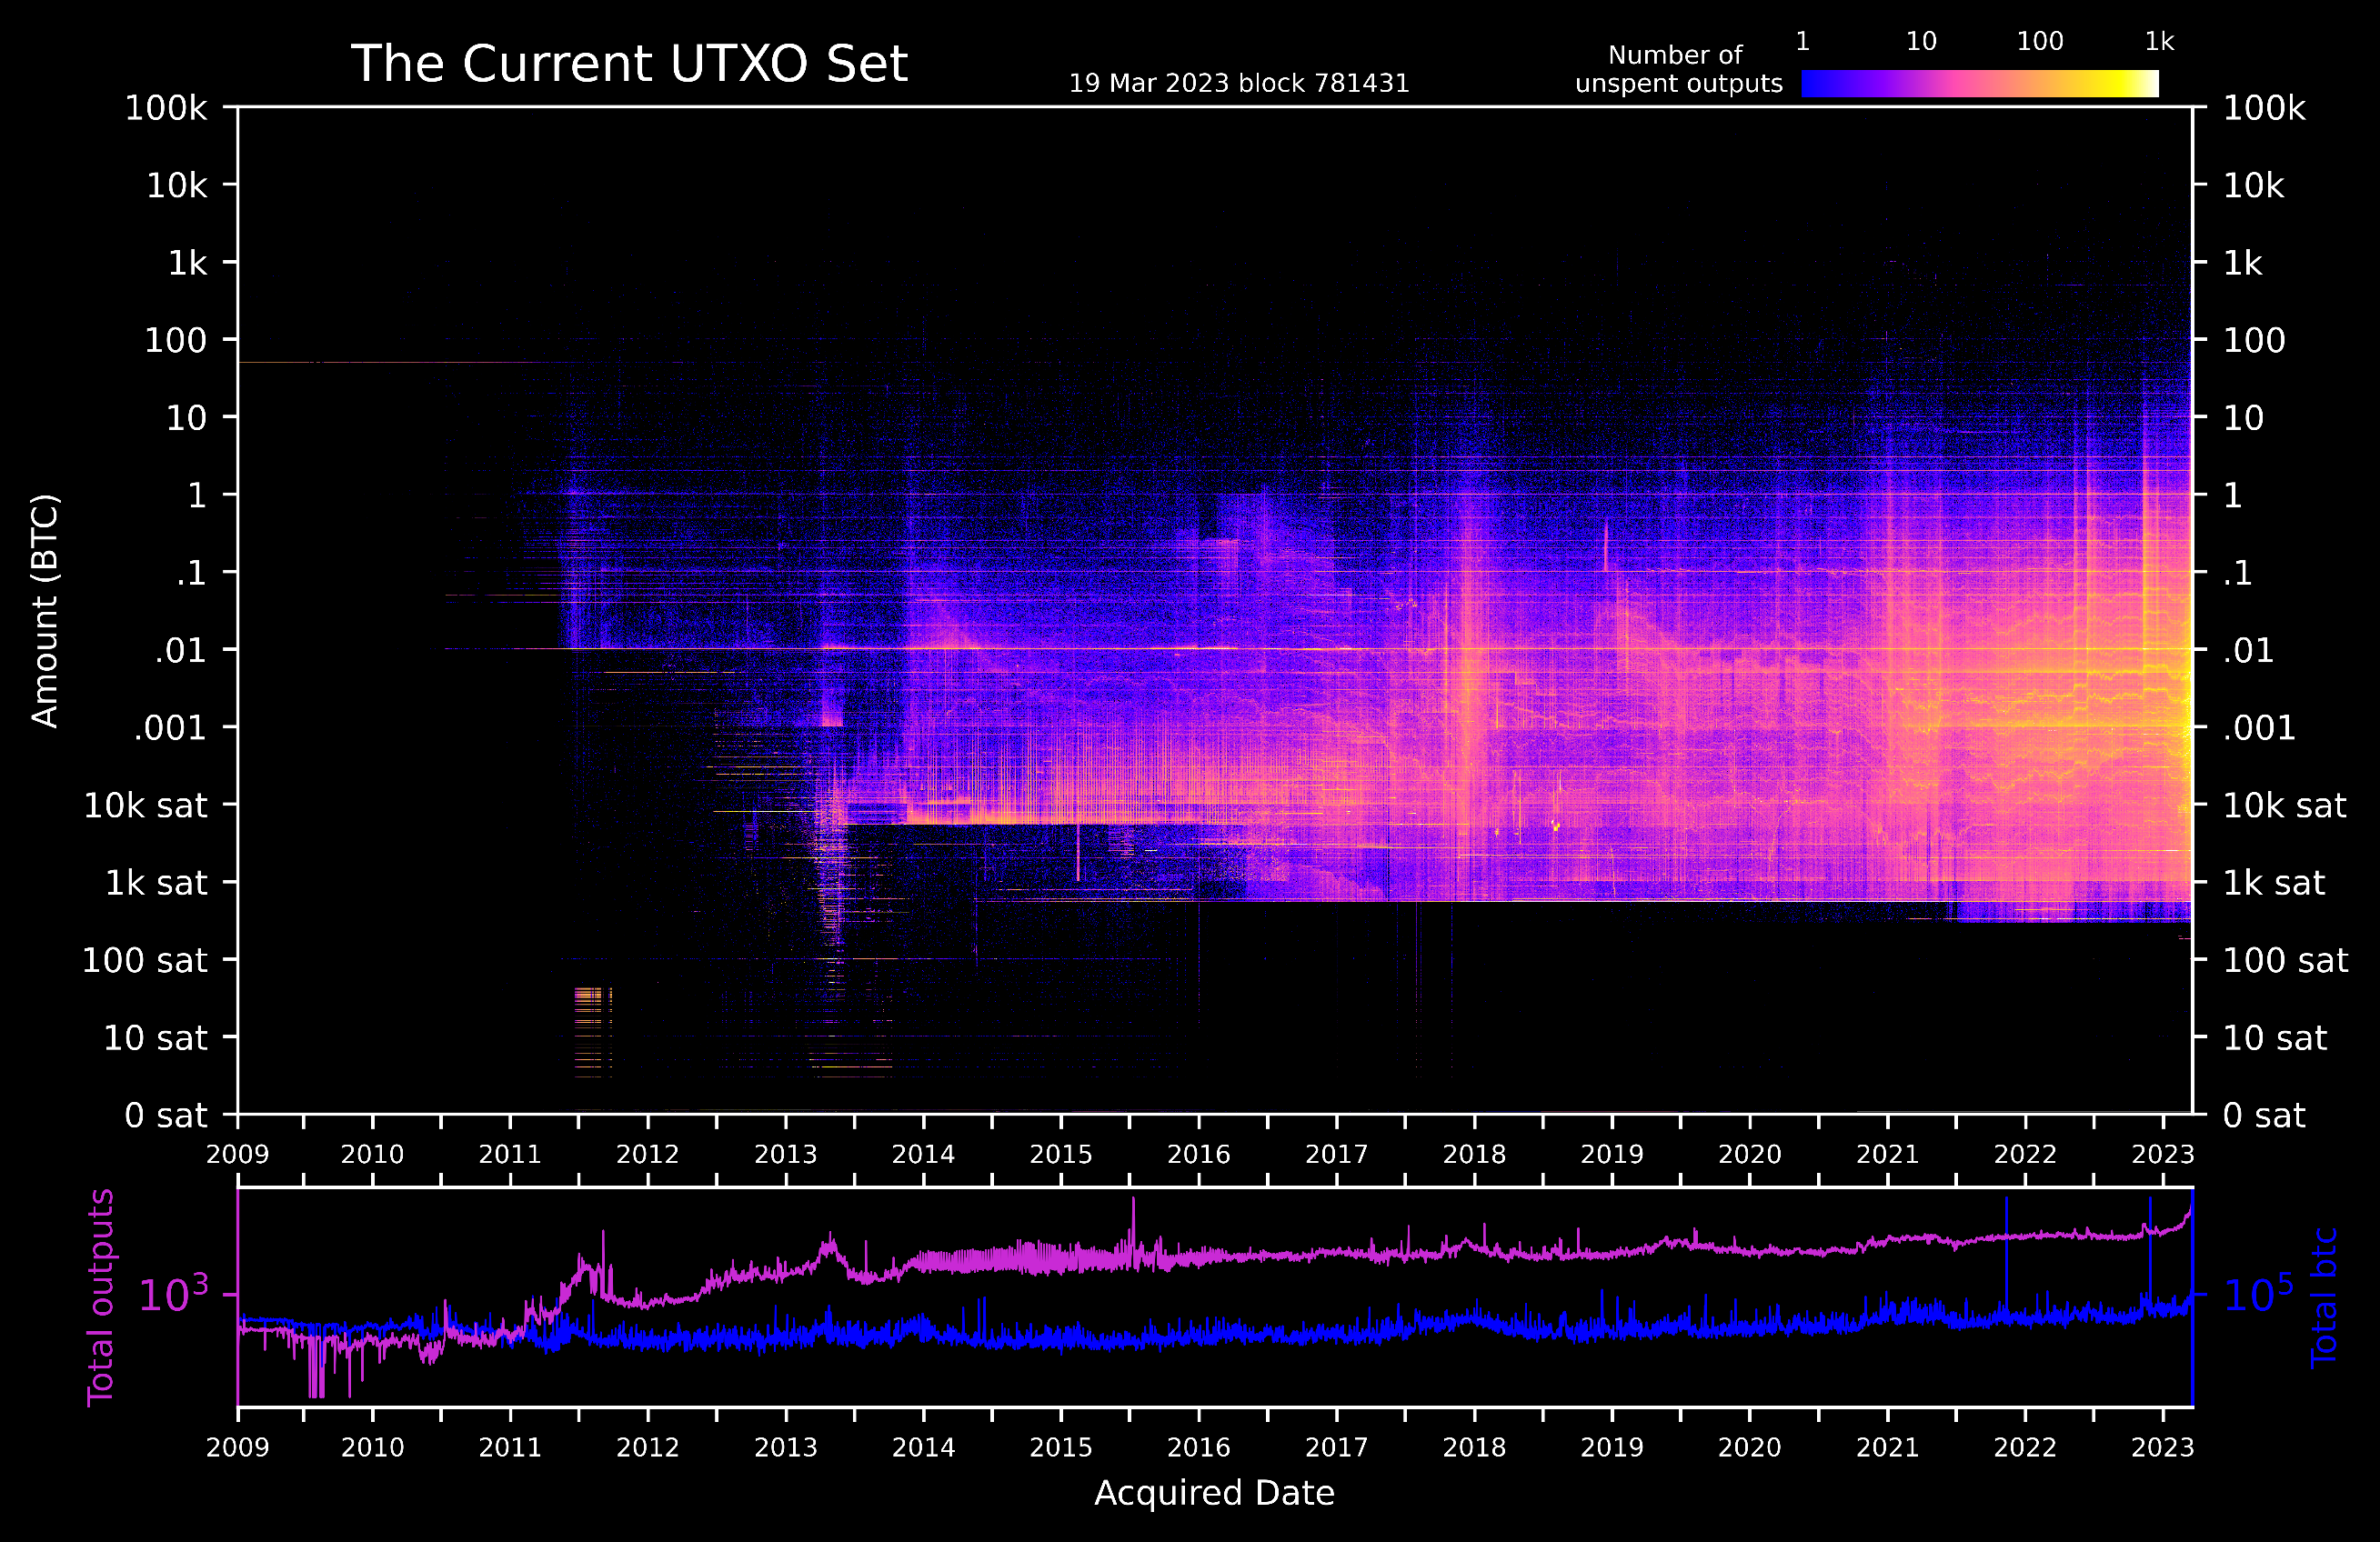 The Current UTXO Set
19 Mar 2023 block 781431
Number of
unspent outputs
1 10 100 1k
Amount (BTC)
100k
10k
1k
100
10
1
.1
.01
.001
10k sat
1k sat
100 sat
10 sat
0 sat
100k
10k
1k
100
10
1
.1
.01
.001
10k sat
1k sat
100 sat
10 sat
0 sat
2009 2010 2011 2012 2013 2014 2015 2016 2017 2018 2019 2020 2021 2022 2023
Total outputs
10³
10⁵
Total btc
2009 2010 2011 2012 2013 2014 2015 2016 2017 2018 2019 2020 2021 2022 2023
Acquired Date